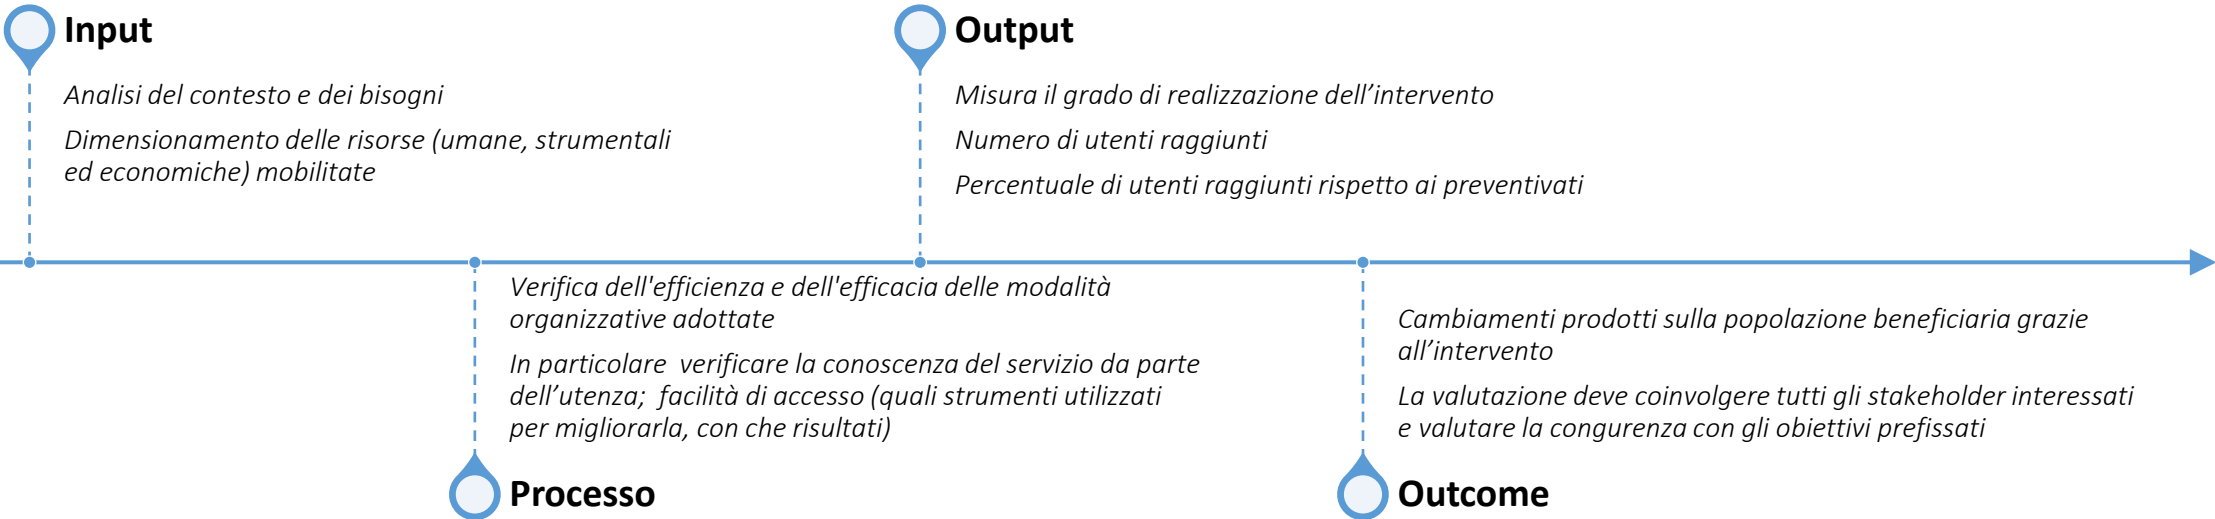 Input
Analisi del contesto e dei bisogni
Dimensionamento delle risorse (umane, strumentali
ed economiche) mobilitate
Output
Misura il grado di realizzazione dell’intervento
Numero di utenti raggiunti
Percentuale di utenti raggiunti rispetto ai preventivati
Verifica dell'efficienza e dell'efficacia delle modalità
organizzative adottate
In particolare  verificare la conoscenza del servizio da parte
dell’utenza;  facilità di accesso (quali strumenti utilizzati
per migliorarla, con che risultati)
Processo
Cambiamenti prodotti sulla popolazione beneficiaria grazie
all’intervento
La valutazione deve coinvolgere tutti gli stakeholder interessati
e valutare la congurenza con gli obiettivi prefissati
Outcome